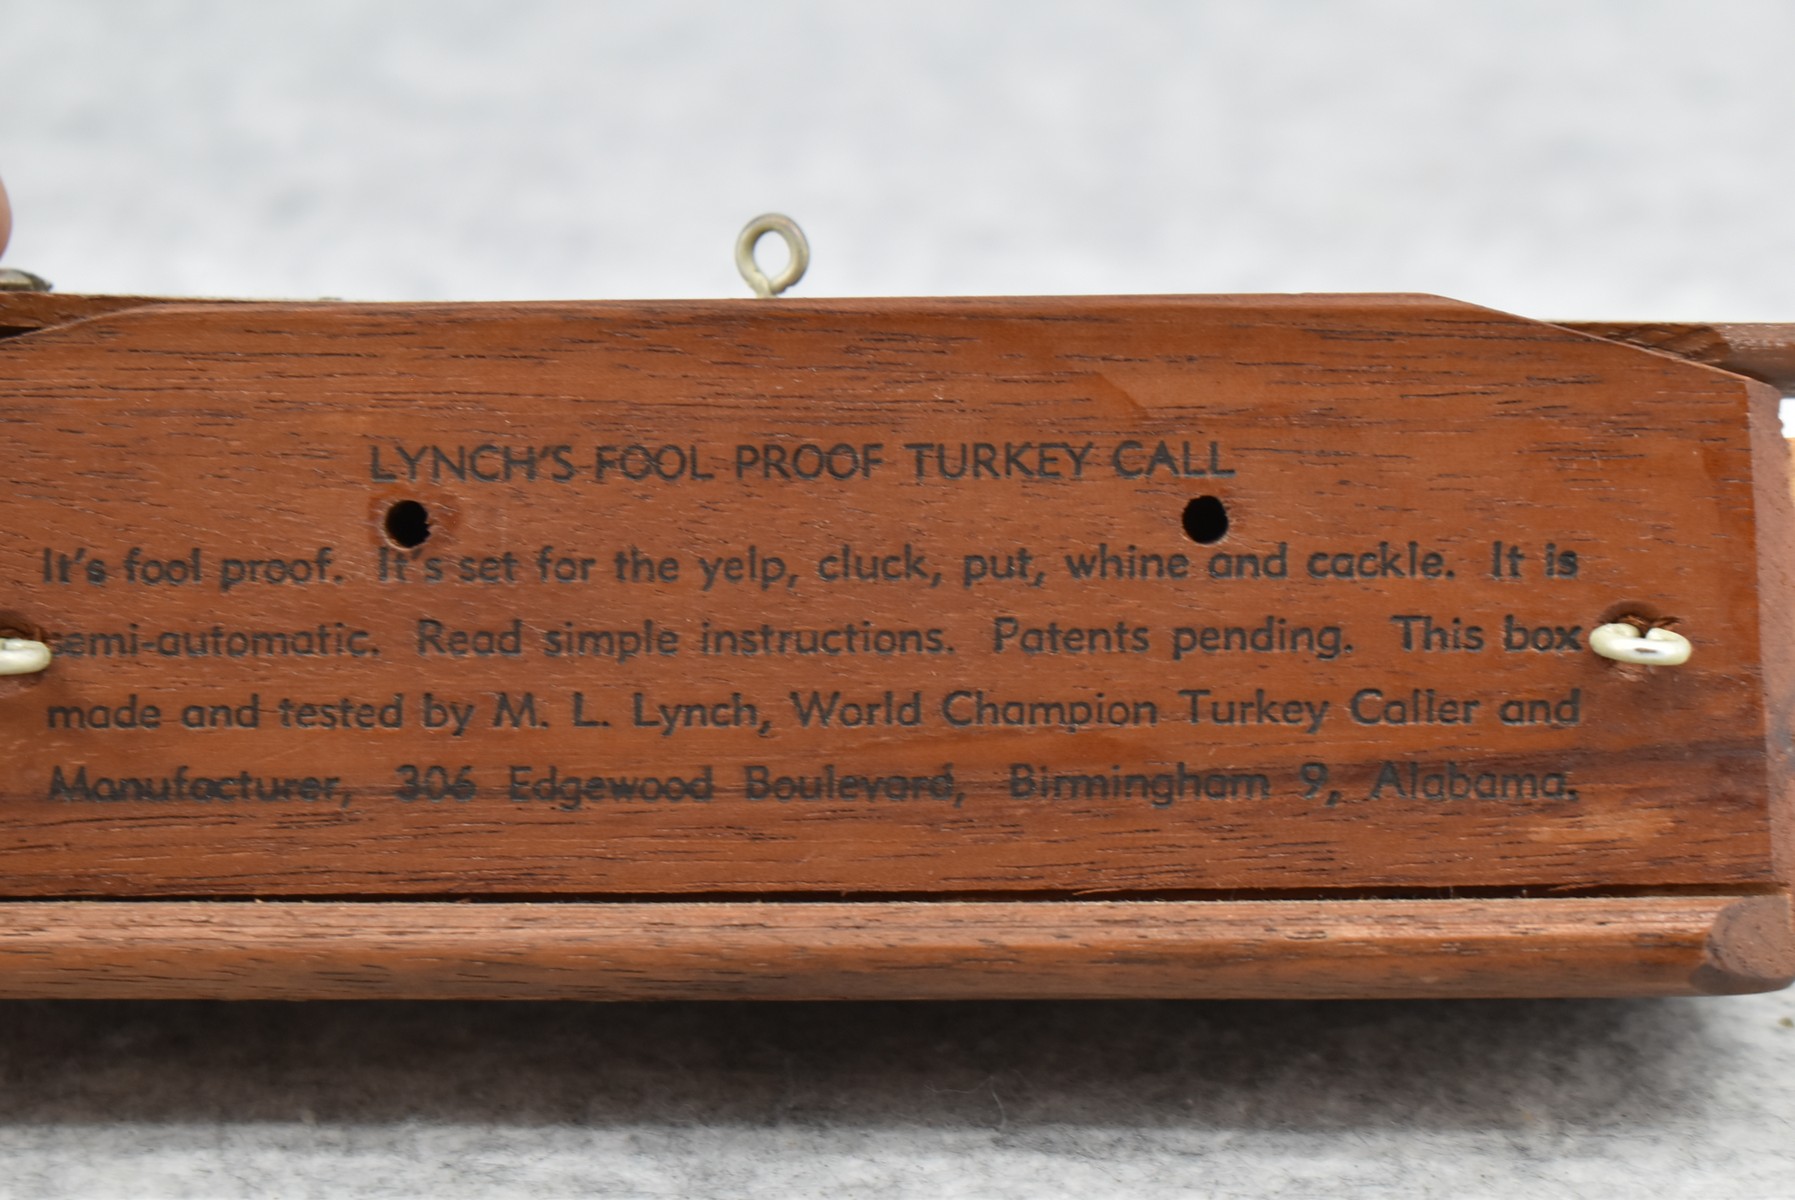 LYNCH'S FOOL PROOF TURKEY CALL
It's fool proof. It's set for the yelp, cluck, put, whine and cackle. It is
semi-automatic. Read simple instructions. Patents pending. This box
made and tested by M. L. Lynch, World Champion Turkey Caller and
Manufacturer, 306 Edgewood Boulevard, Birmingham 9, Alabama.